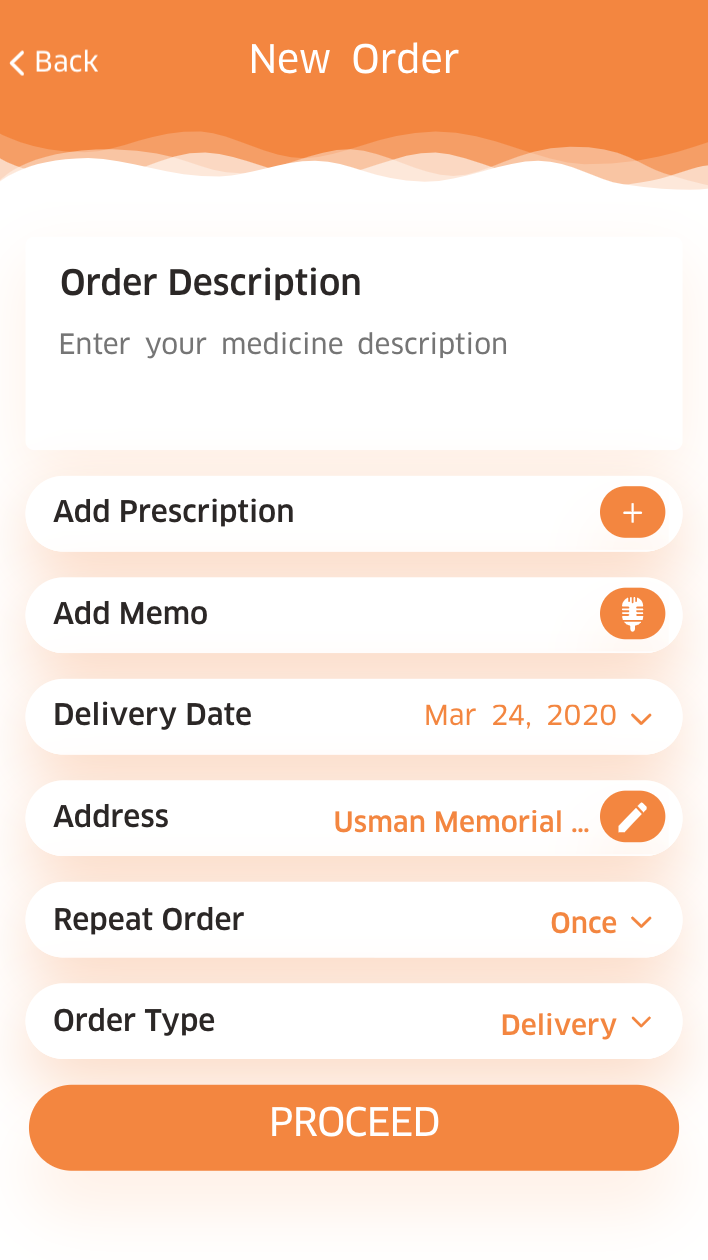 Back
New Order
Order Description
Enter your medicine description
Add Prescription
Add Memo
Delivery Date Mar 24, 2020
Address Usman Memorial ...
Repeat Order Once
Order Type Delivery
PROCEED